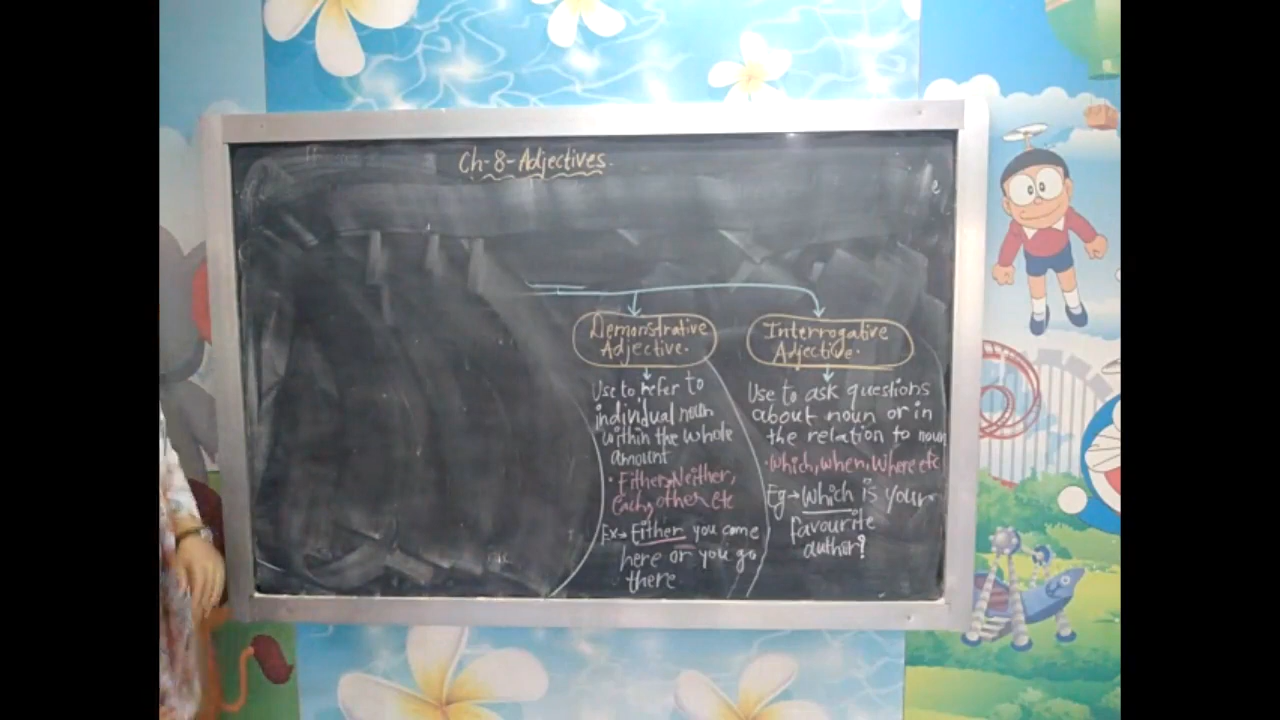 Ch-8-Adjectives.
Demonstrative
Adjective.
Use to refer to
individual noun
within the whole
amount
• Either, Neither,
Each, other etc
Ex→ Either you come
here or you go
there
Interrogative
Adjective.
Use to ask questions
about noun or in
the relation to noun
• Which, when, Where etc
Eg→ Which is your
favourite
author?